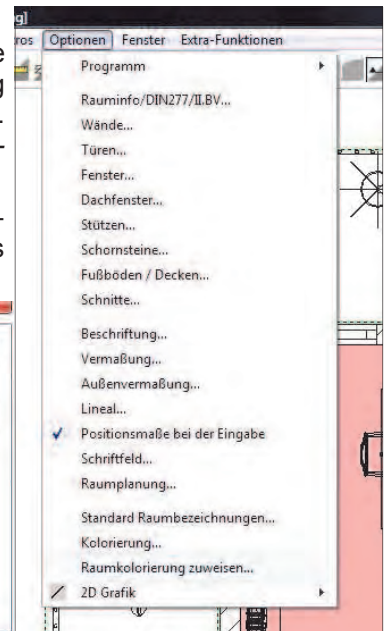 g]
ros Optionen Fenster Extra-Funktionen
Programm
Rauminfo/DIN277/II.BV...
Wände...
Türen...
Fenster...
Dachfenster...
Stützen...
Schornsteine...
Fußböden / Decken...
Schnitte...
Beschriftung...
Vermaßung...
Außenvermaßung...
Lineal...
Positionsmaße bei der Eingabe
Schriftfeld...
Raumplanung...
Standard Raumbezeichnungen...
Kolorierung...
Raumkolorierung zuweisen...
2D Grafik